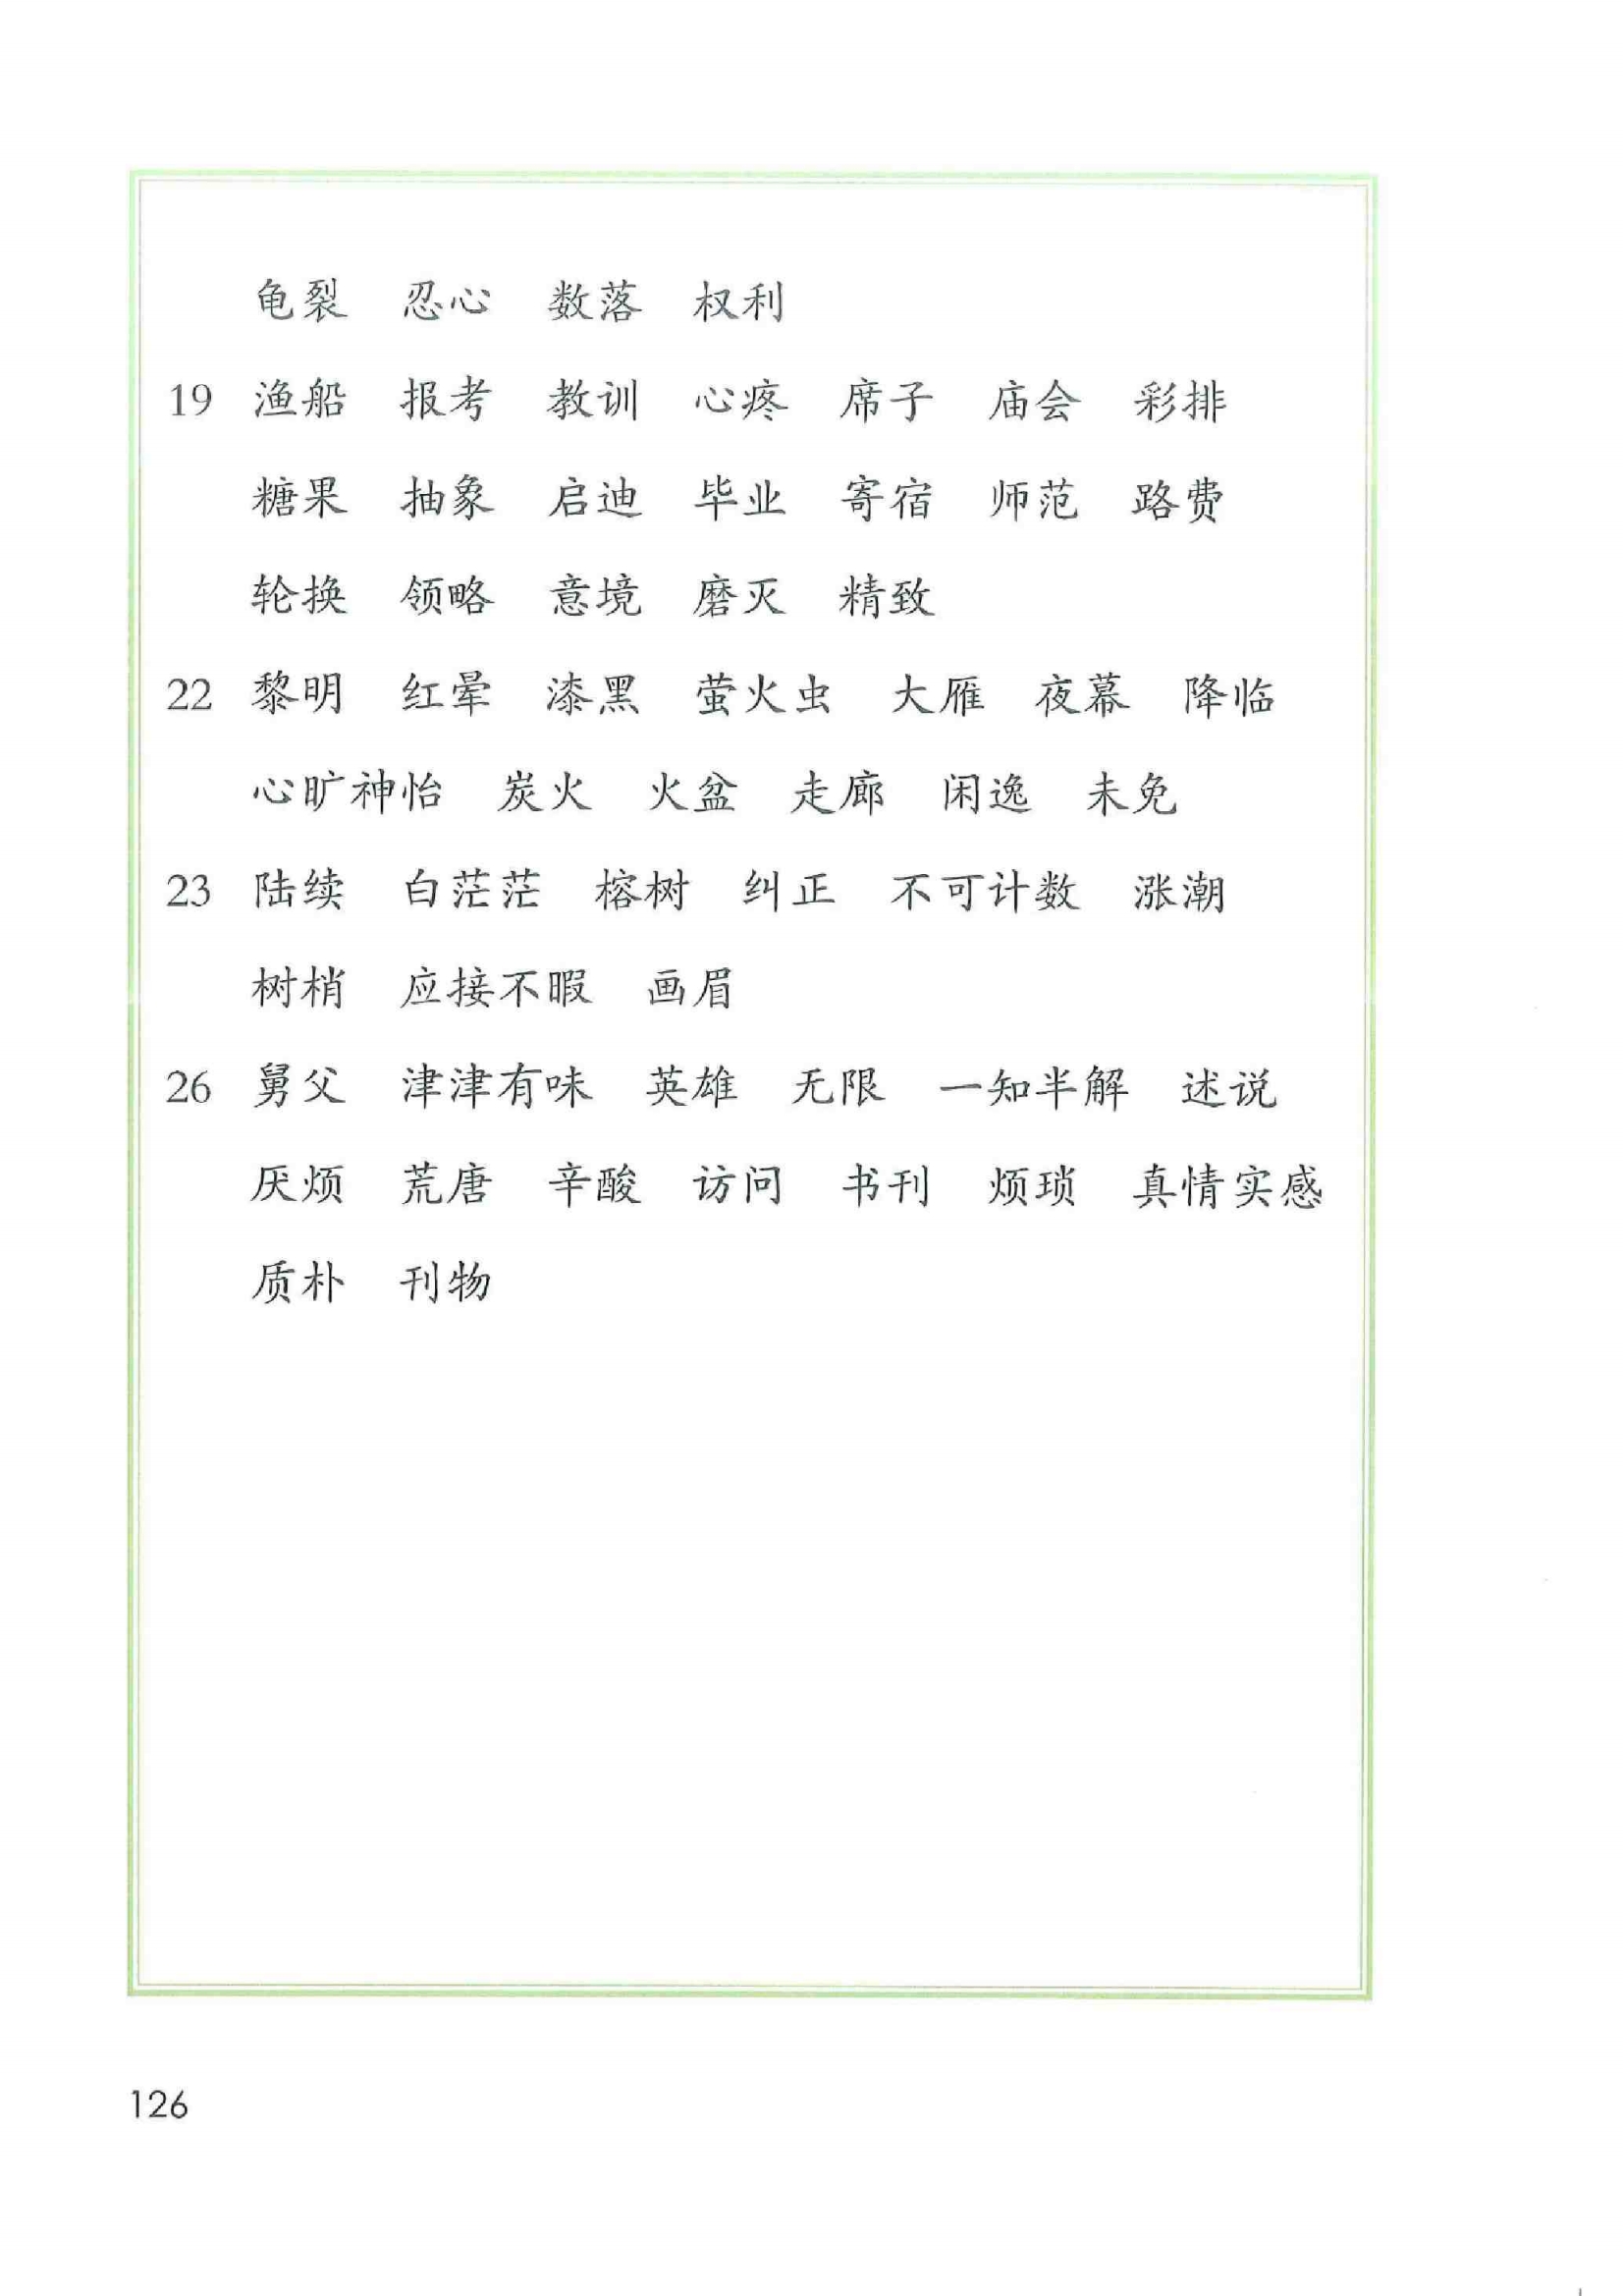 龟裂 忍心 数落 权利
19 渔船 报考 教训 心疼 席子 庙会 彩排
糖果 抽象 启迪 毕业 寄宿 师范 路费
轮换 领略 意境 磨灭 精致
22 黎明 红晕 漆黑 萤火虫 大雁 夜幕 降临
心旷神怡 炭火 火盆 走廊 闲逸 未免
23 陆续 白茫茫 榕树 纠正 不可计数 涨潮
树梢 应接不暇 画眉
26 舅父 津津有味 英雄 无限 一知半解 述说
厌烦 荒唐 辛酸 访问 书刊 烦琐 真情实感
质朴 刊物
126